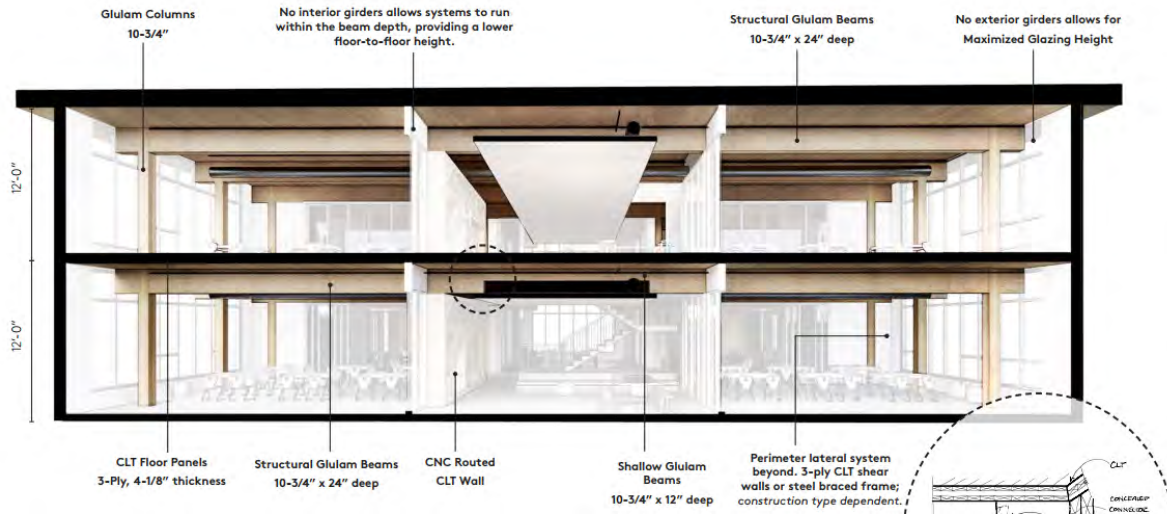 Glulam Columns
10-3/4"
No interior girders allows systems to run
within the beam depth, providing a lower
floor-to-floor height.
Structural Glulam Beams
10-3/4" x 24" deep
No exterior girders allows for
Maximized Glazing Height
12'-0"
12'-0"
CLT Floor Panels
3-Ply, 4-1/8" thickness
Structural Glulam Beams
10-3/4" x 24" deep
CNC Routed
CLT Wall
Shallow Glulam
Beams
10-3/4" x 12" deep
Perimeter lateral system
beyond. 3-ply CLT shear
walls or steel braced frame;
construction type dependent.
CLT
CONCEALED
CONNECTOR